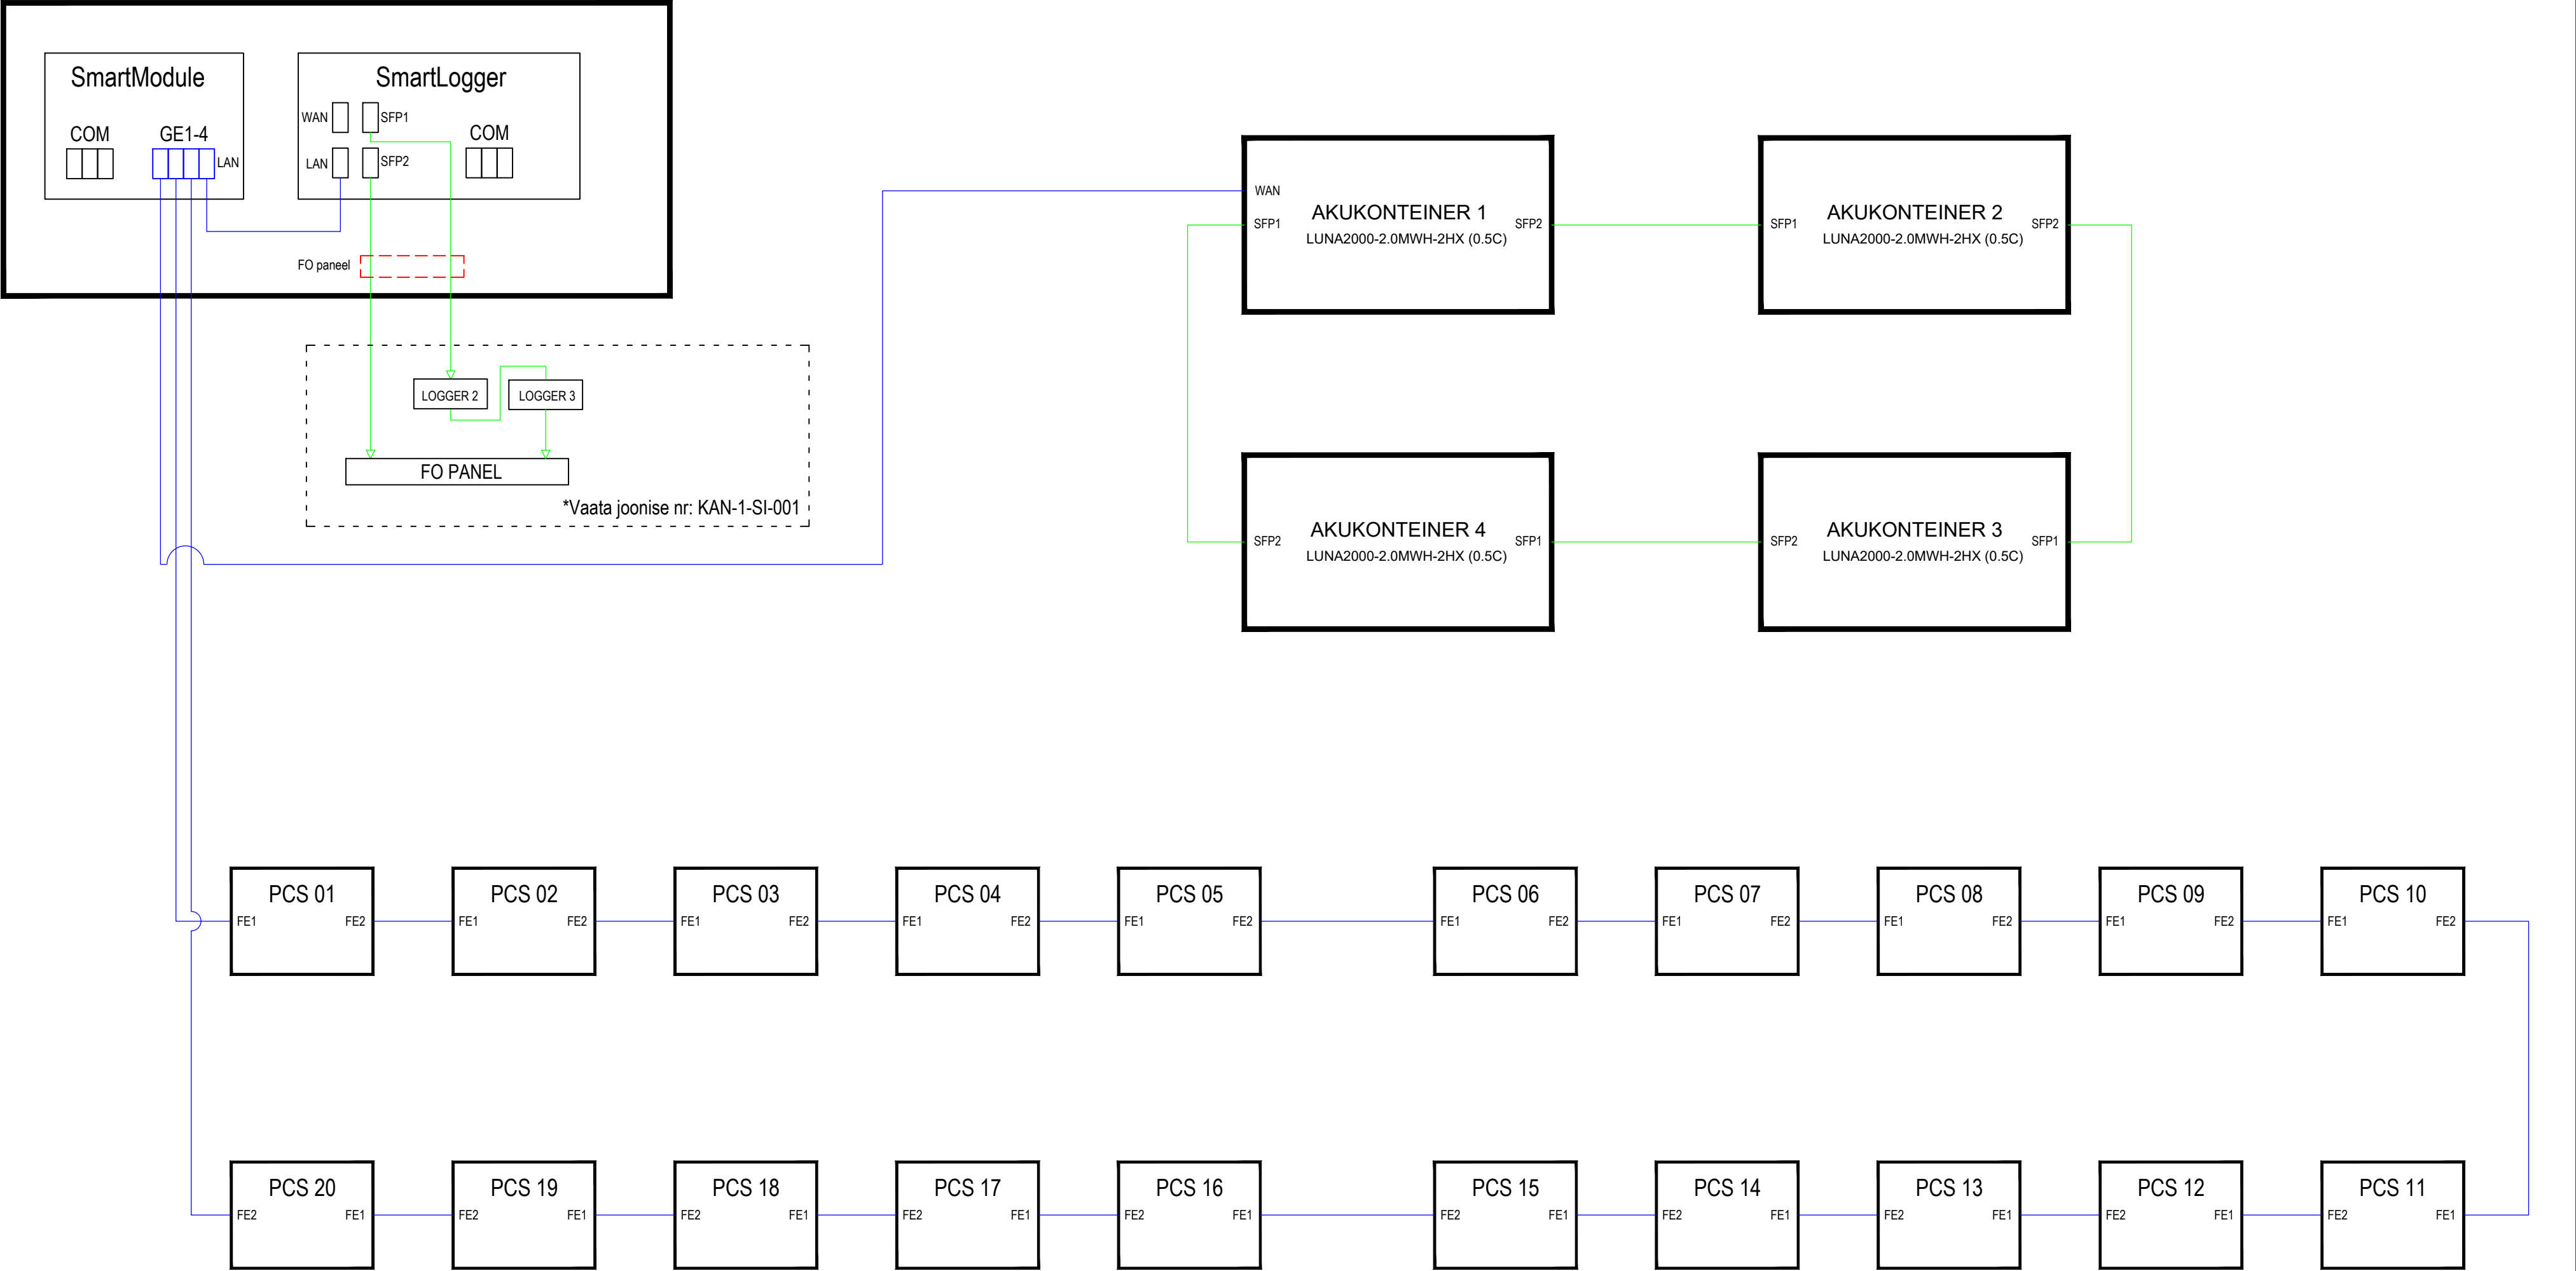 SmartModule
COM
GE1-4
LAN
SmartLogger
WAN
SFP1
LAN
SFP2
COM
FO paneel
LOGGER 2
LOGGER 3
FO PANEL
*Vaata joonise nr: KAN-1-SI-001
WAN
SFP1
AKUKONTEINER 1
LUNA2000-2.0MWH-2HX (0.5C)
SFP2
SFP1
AKUKONTEINER 2
LUNA2000-2.0MWH-2HX (0.5C)
SFP2
SFP2
AKUKONTEINER 4
LUNA2000-2.0MWH-2HX (0.5C)
SFP1
SFP2
AKUKONTEINER 3
LUNA2000-2.0MWH-2HX (0.5C)
SFP1
PCS 01
FE1 FE2
PCS 02
FE1 FE2
PCS 03
FE1 FE2
PCS 04
FE1 FE2
PCS 05
FE1 FE2
PCS 06
FE1 FE2
PCS 07
FE1 FE2
PCS 08
FE1 FE2
PCS 09
FE1 FE2
PCS 10
FE1 FE2
PCS 20
FE2 FE1
PCS 19
FE2 FE1
PCS 18
FE2 FE1
PCS 17
FE2 FE1
PCS 16
FE2 FE1
PCS 15
FE2 FE1
PCS 14
FE2 FE1
PCS 13
FE2 FE1
PCS 12
FE2 FE1
PCS 11
FE2 FE1